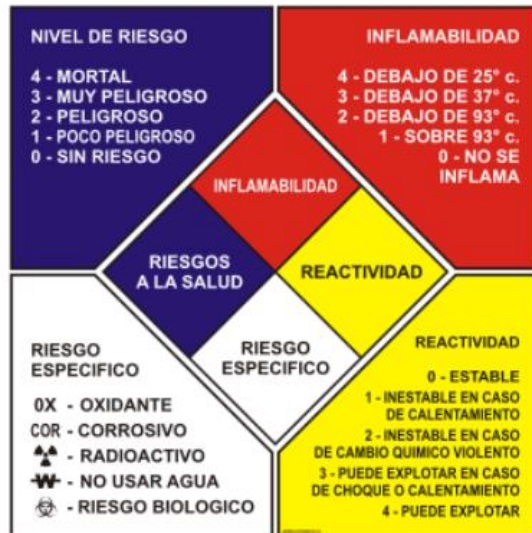 NIVEL DE RIESGO
4 - MORTAL
3 - MUY PELIGROSO
2 - PELIGROSO
1 - POCO PELIGROSO
0 - SIN RIESGO
INFLAMABILIDAD
4 - DEBAJO DE 25° c.
3 - DEBAJO DE 37° c.
2 - DEBAJO DE 93° c.
1 - SOBRE 93° c.
0 - NO SE
INFLAMA
INFLAMABILIDAD
RIESGOS
A LA SALUD
REACTIVIDAD
RIESGO
ESPECIFICO
RIESGO
ESPECIFICO
0X - OXIDANTE
COR - CORROSIVO
- RADIOACTIVO
W - NO USAR AGUA
- RIESGO BIOLOGICO
REACTIVIDAD
0 - ESTABLE
1 - INESTABLE EN CASO
DE CALENTAMIENTO
2 - INESTABLE EN CASO
DE CAMBIO QUIMICO VIOLENTO
3 - PUEDE EXPLOTAR EN CASO
DE CHOQUE O CALENTAMIENTO
4 - PUEDE EXPLOTAR